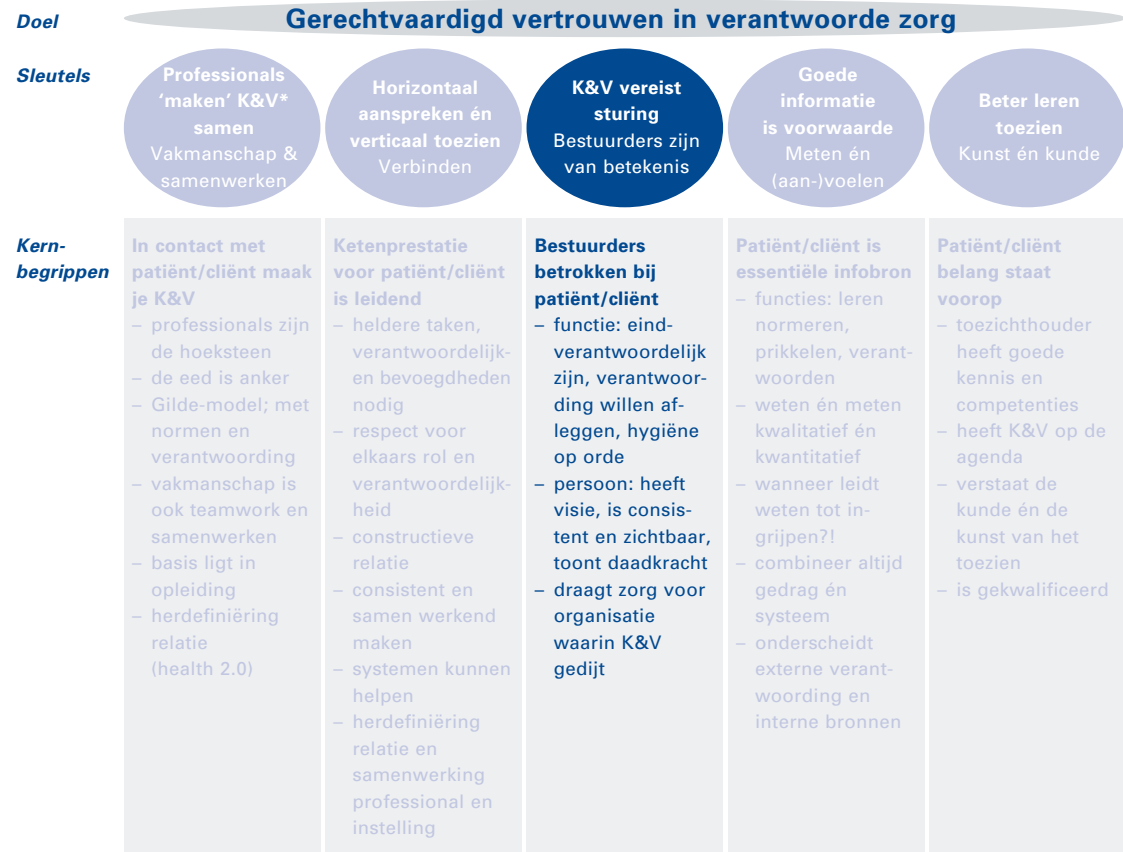 Doel
Gerechtvaardigd vertrouwen in verantwoorde zorg
Sleutels
Professionals
‘maken’ K&V*
samen
Vakmanschap &
samenwerken
Horizontaal
aanspreken én
verticaal toezien
Verbinden
K&V vereist
sturing
Bestuurders zijn
van betekenis
Goede
informatie
is voorwaarde
Meten én
(aan-)voelen
Beter leren
toezien
Kunst én kunde
Kern-
begrippen
In contact met
patiënt/cliënt maak
je K&V
– professionals zijn
de hoeksteen
– de eed is anker
– Gilde-model; met
normen en
verantwoording
– vakmanschap is
ook teamwork en
samenwerken
– basis ligt in
opleiding
– herdefiniëring
relatie
(health 2.0)
Ketenprestatie
voor patiënt/cliënt
is leidend
– heldere taken,
verantwoordelijk-
en bevoegdheden
nodig
– respect voor
elkaars rol en
verantwoordelijk-
heid
– constructieve
relatie
– consistent en
samen werkend
maken
– systemen kunnen
helpen
– herdefiniëring
relatie en
samenwerking
professional en
instelling
Bestuurders
betrokken bij
patiënt/cliënt
– functie: eind-
verantwoordelijk
zijn, verantwoor-
ding willen af-
leggen, hygiëne
op orde
– persoon: heeft
visie, is consis-
tent en zichtbaar,
toont daadkracht
– draagt zorg voor
organisatie
waarin K&V
gedijt
Patiënt/cliënt is
essentiële infobron
– functies: leren
normeren,
prikkelen, verant-
woorden
– weten én meten
kwalitatief én
kwantitatief
– wanneer leidt
weten tot in-
grijpen?!
– combineer altijd
gedrag én
systeem
– onderscheidt
externe verant-
woording en
interne bronnen
Patiënt/cliënt
belang staat
voorop
– toezichthouder
heeft goede
kennis en
competenties
– heeft K&V op de
agenda
– verstaat de
kunde én de
kunst van het
toezien
– is gekwalificeerd